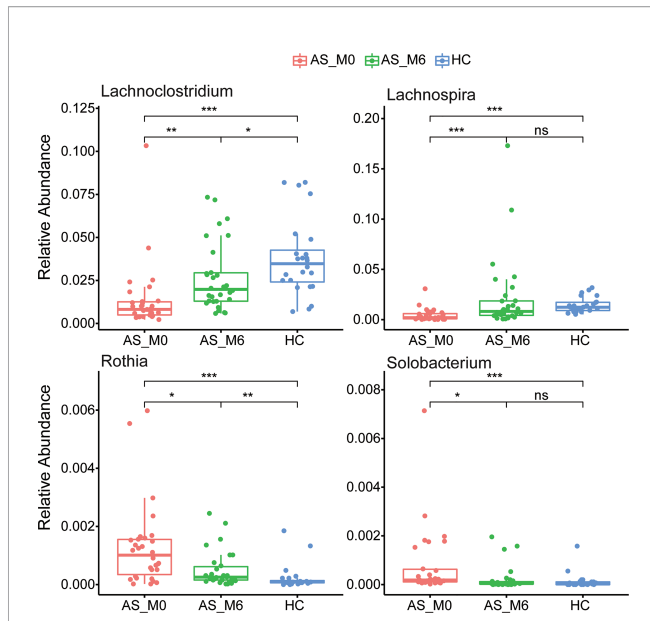 AS_M0 AS_M6 HC
Lachnoclostridium
Relative Abundance
0.125
0.100
0.075
0.050
0.025
0.000
***
** *
AS_M0 AS_M6 HC
Lachnospira
0.20
0.15
0.10
0.05
0.00
***
*** ns
AS_M0 AS_M6 HC
Rothia
Relative Abundance
0.006
0.004
0.002
0.000
***
* **
AS_M0 AS_M6 HC
Solobacterium
0.008
0.006
0.004
0.002
0.000
***
* ns
AS_M0 AS_M6 HC